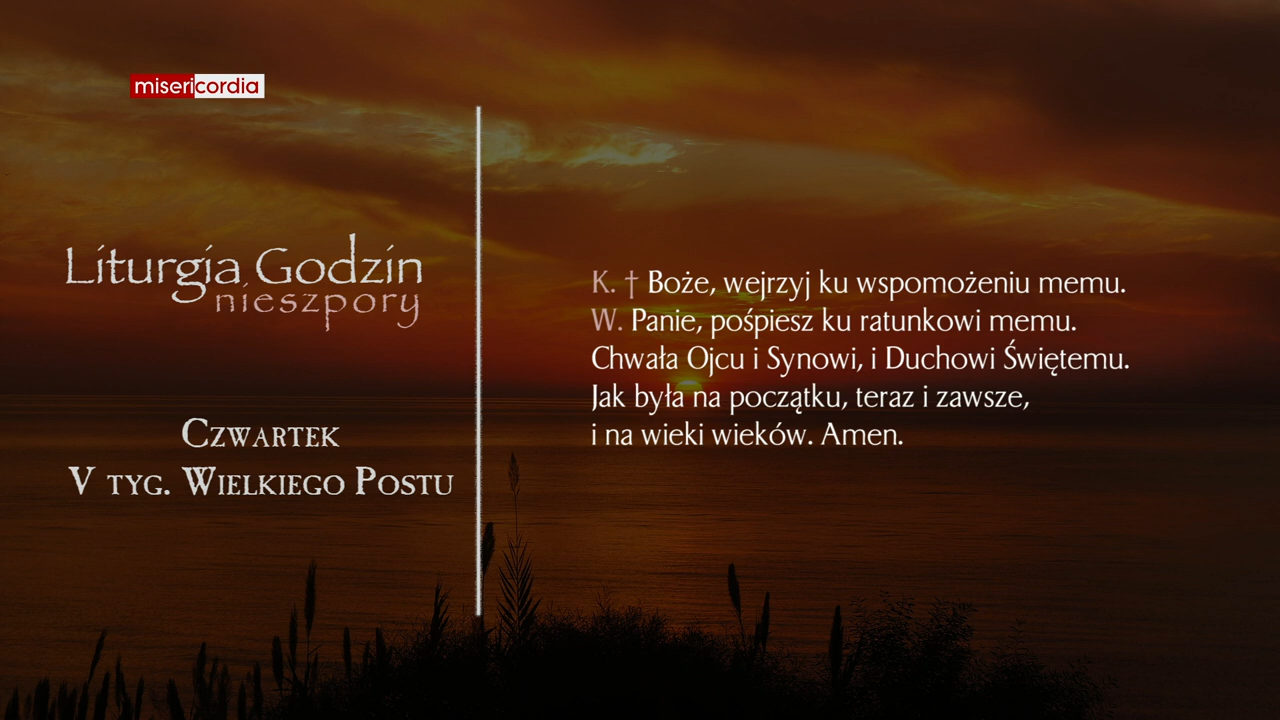 misericordia
Liturgia Godzin
nieszpory
Czwartek
V tyg. Wielkiego Postu
K. † Boże, wejrzyj ku wspomożeniu memu.
W. Panie, pośpiesz ku ratunkowi memu.
Chwała Ojcu i Synowi, i Duchowi Świętemu.
Jak była na początku, teraz i zawsze,
i na wieki wieków. Amen.